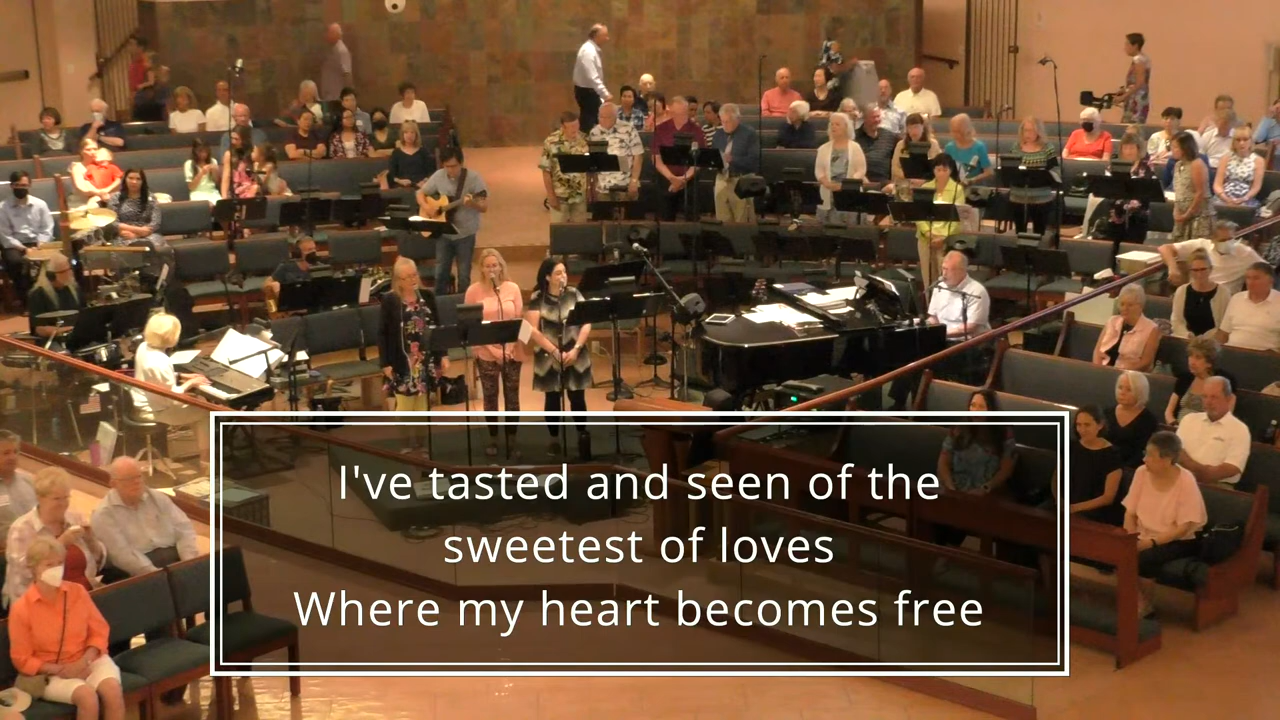 I've tasted and seen of the
sweetest of loves
Where my heart becomes free